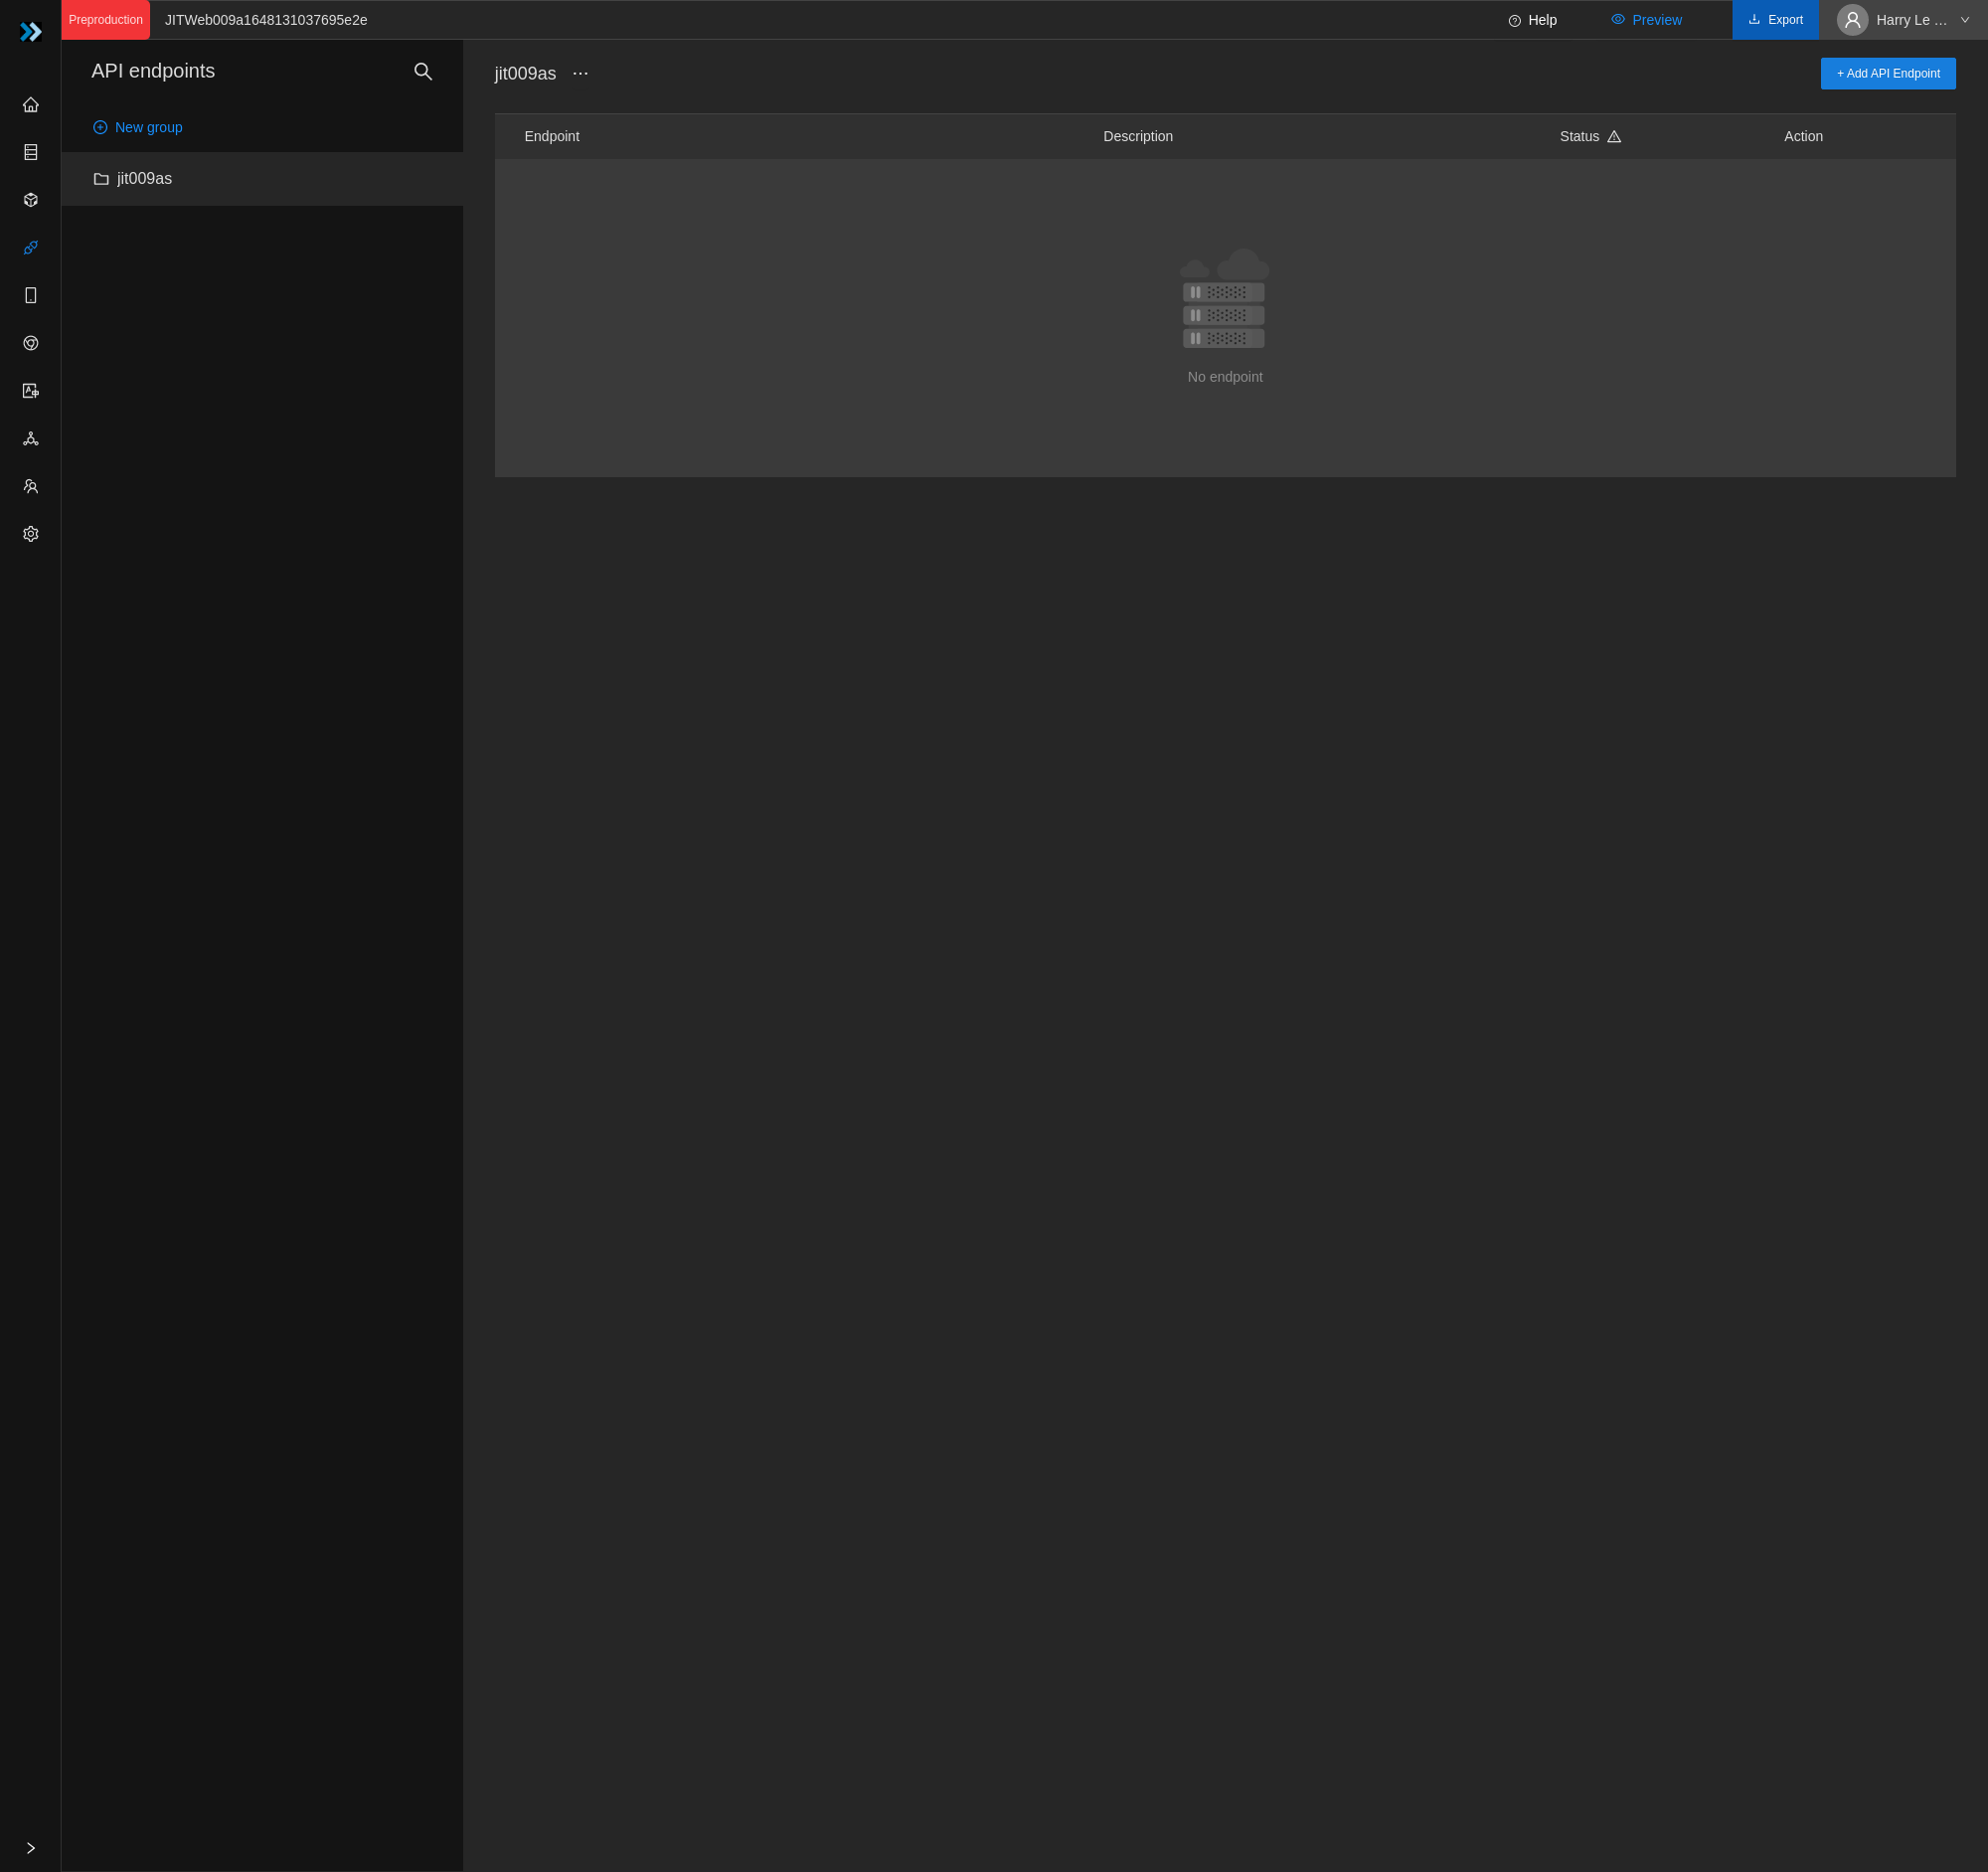 Preproduction JITWeb009a1648131037695e2e Help Preview Export Harry Le ...
API endpoints
jit009as ...
+ Add API Endpoint
New group
jit009as
Endpoint Description Status Action
No endpoint